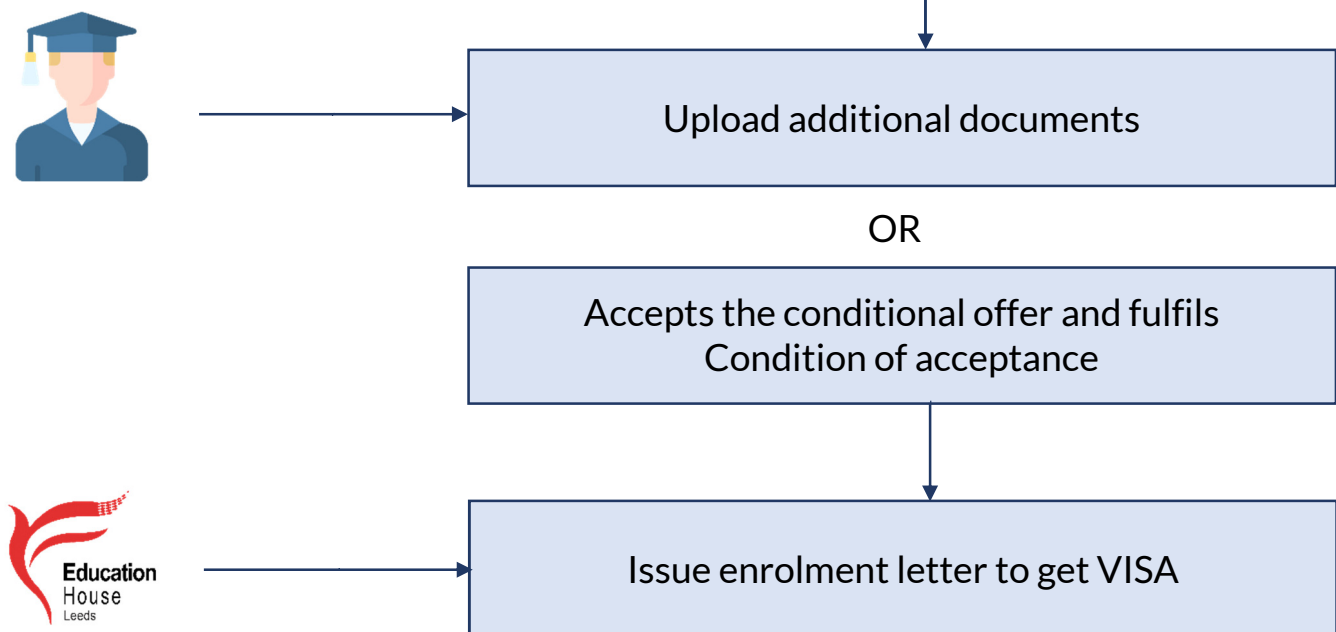 Upload additional documents
OR
Accepts the conditional offer and fulfils
Condition of acceptance
Education
House
Leeds
Issue enrolment letter to get VISA